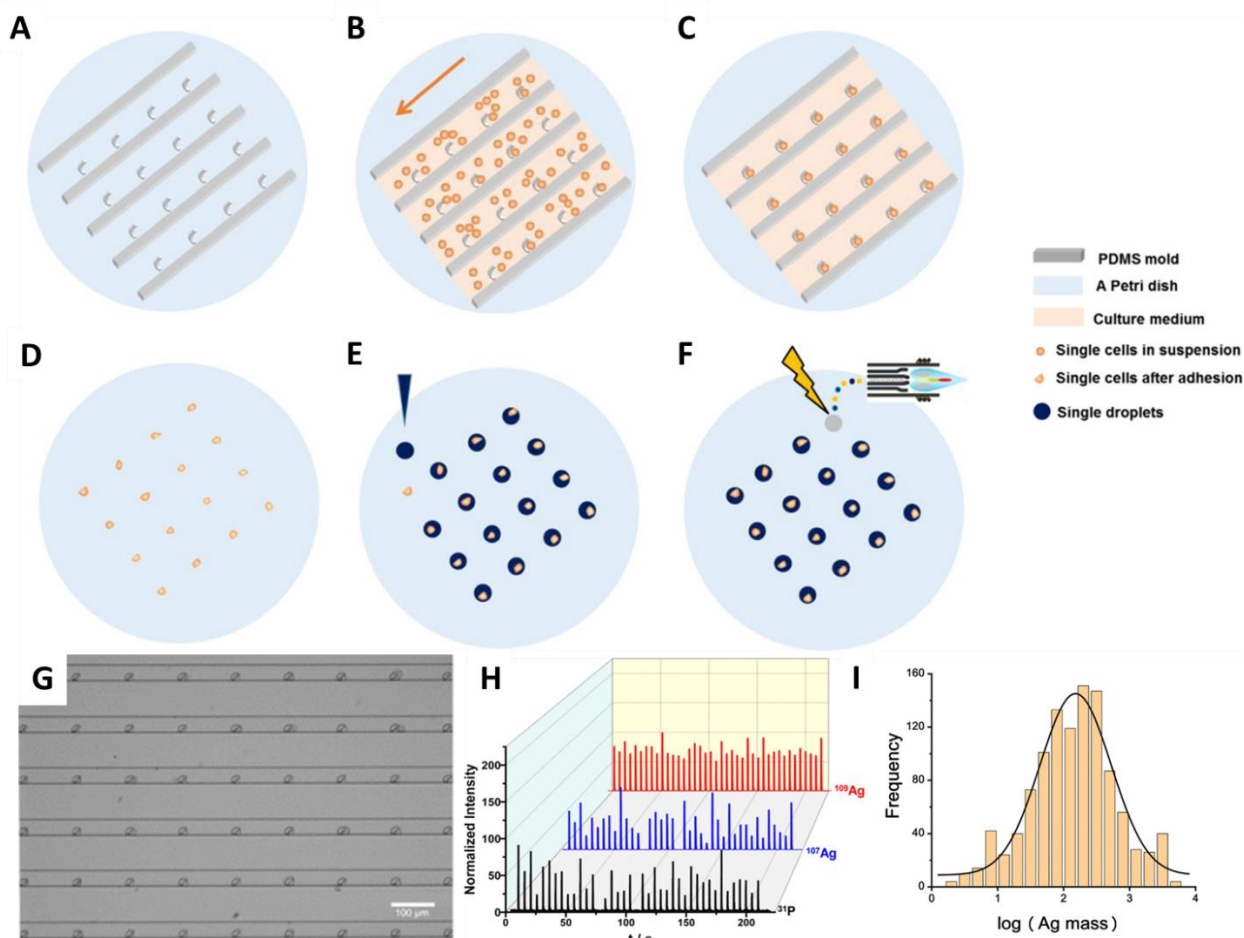 A
B
C
PDMS mold
A Petri dish
Culture medium
Single cells in suspension
Single cells after adhesion
Single droplets
D
E
F
G
100 μm
H
Normalized Intensity
200
150
100
50
0
0
50
100
150
200
¹⁰⁹Ag
¹⁰⁷Ag
³¹P
I
Frequency
160
120
80
40
0
0
1
2
3
4
log (Ag mass)